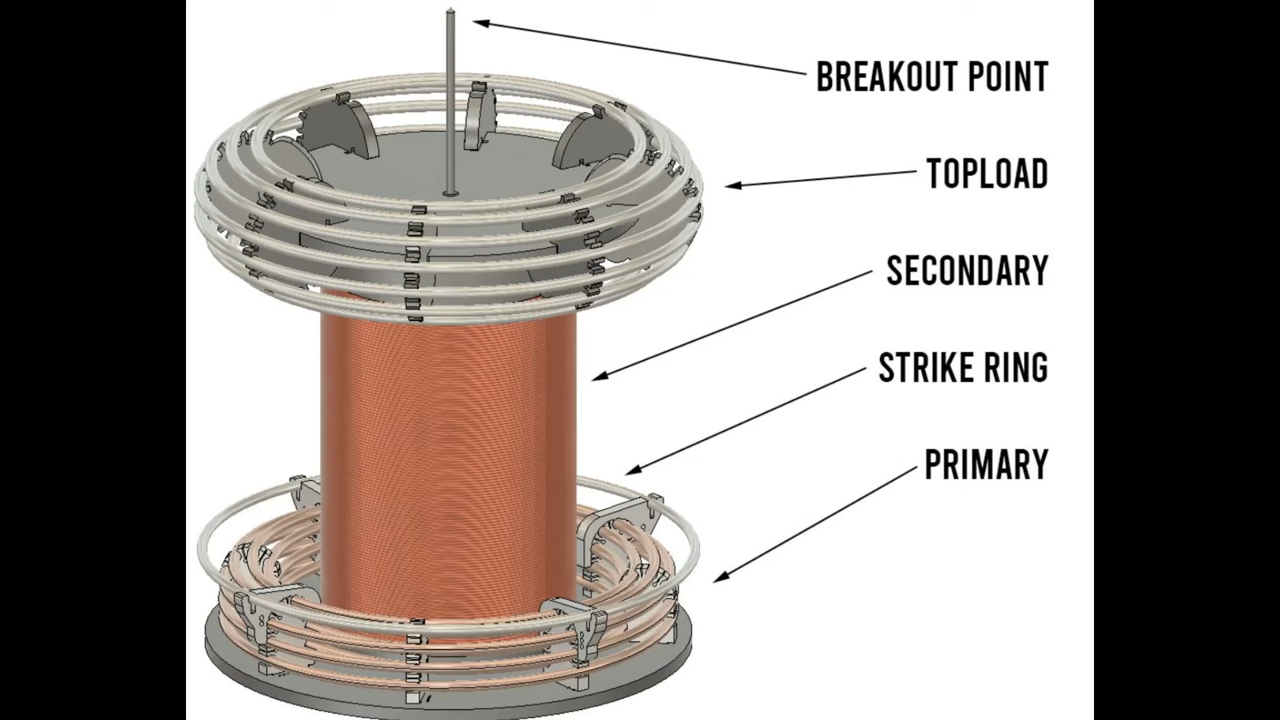 BREAKOUT POINT
TOPLOAD
SECONDARY
STRIKE RING
PRIMARY